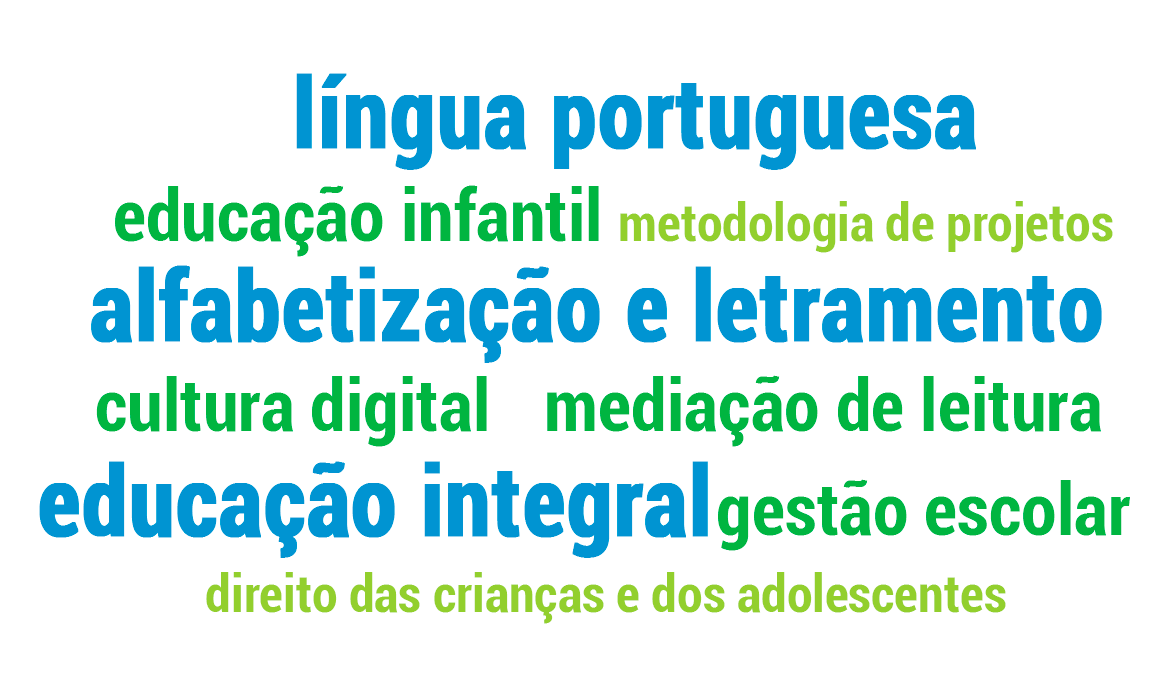 língua portuguesa
educação infantil metodologia de projetos
alfabetização e letramento
cultura digital mediação de leitura
educação integral gestão escolar
direito das crianças e dos adolescentes